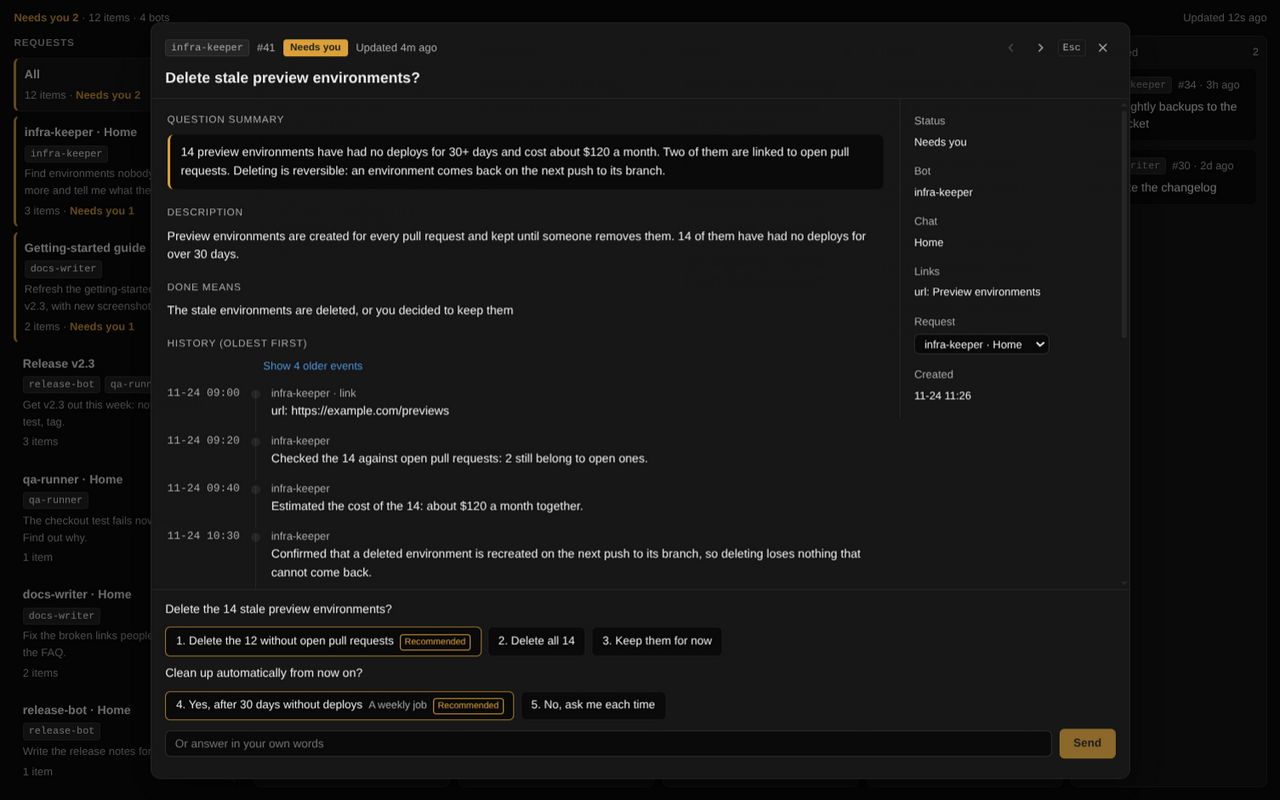 Needs you 2 · 12 items · 4 bots
Updated 12s ago
REQUESTS
All
12 items · Needs you 2
infra-keeper · Home
infra-keeper
Find environments nobody
more and tell me what the
3 items · Needs you 1
Getting-started guide
docs-writer
Refresh the getting-starte
v2.3, with new screenshot
2 items · Needs you 1
Release v2.3
release-bot qa-runn
Get v2.3 out this week: no
test, tag.
3 items
qa-runner · Home
qa-runner
The checkout test fails now
Find out why.
1 item
docs-writer · Home
docs-writer
Fix the broken links people
the FAQ.
2 items
release-bot · Home
release-bot
Write the release notes for
1 item
infra-keeper #41 Needs you Updated 4m ago
Esc
Delete stale preview environments?
QUESTION SUMMARY
14 preview environments have had no deploys for 30+ days and cost about $120 a month. Two of them are linked to open pull
requests. Deleting is reversible: an environment comes back on the next push to its branch.
DESCRIPTION
Preview environments are created for every pull request and kept until someone removes them. 14 of them have had no deploys for
over 30 days.
DONE MEANS
The stale environments are deleted, or you decided to keep them
HISTORY (OLDEST FIRST)
Show 4 older events
11-24 09:00 infra-keeper · link
url: https://example.com/previews
11-24 09:20 infra-keeper
Checked the 14 against open pull requests: 2 still belong to open ones.
11-24 09:40 infra-keeper
Estimated the cost of the 14: about $120 a month together.
11-24 10:30 infra-keeper
Confirmed that a deleted environment is recreated on the next push to its branch, so deleting loses nothing that
cannot come back.
Status
Needs you
Bot
infra-keeper
Chat
Home
Links
url: Preview environments
Request
infra-keeper · Home
Created
11-24 11:26
Delete the 14 stale preview environments?
1. Delete the 12 without open pull requests Recommended
2. Delete all 14
3. Keep them for now
Clean up automatically from now on?
4. Yes, after 30 days without deploys A weekly job Recommended
5. No, ask me each time
Or answer in your own words
Send
ed 2
keeper #34 · 3h ago
ghtly backups to the
cket
riter #30 · 2d ago
te the changelog